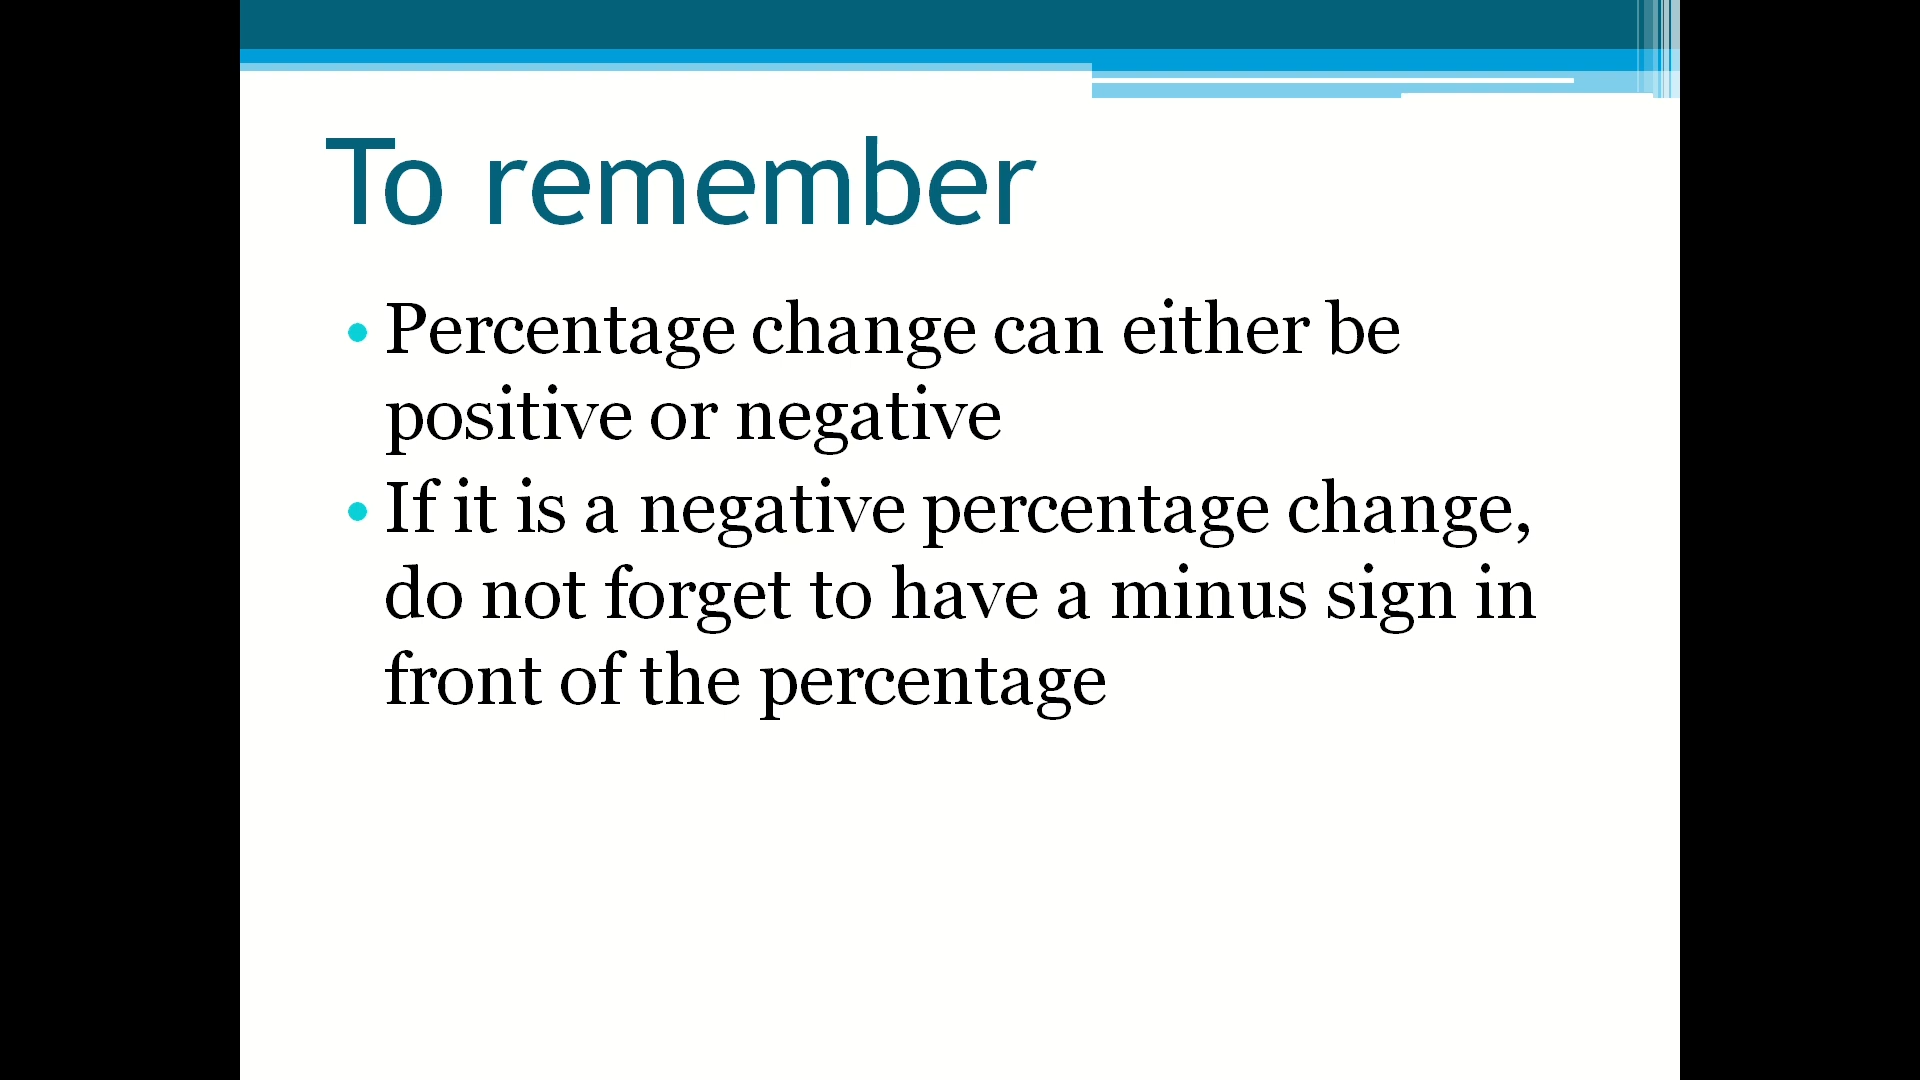 To remember
• Percentage change can either be
positive or negative
• If it is a negative percentage change,
do not forget to have a minus sign in
front of the percentage